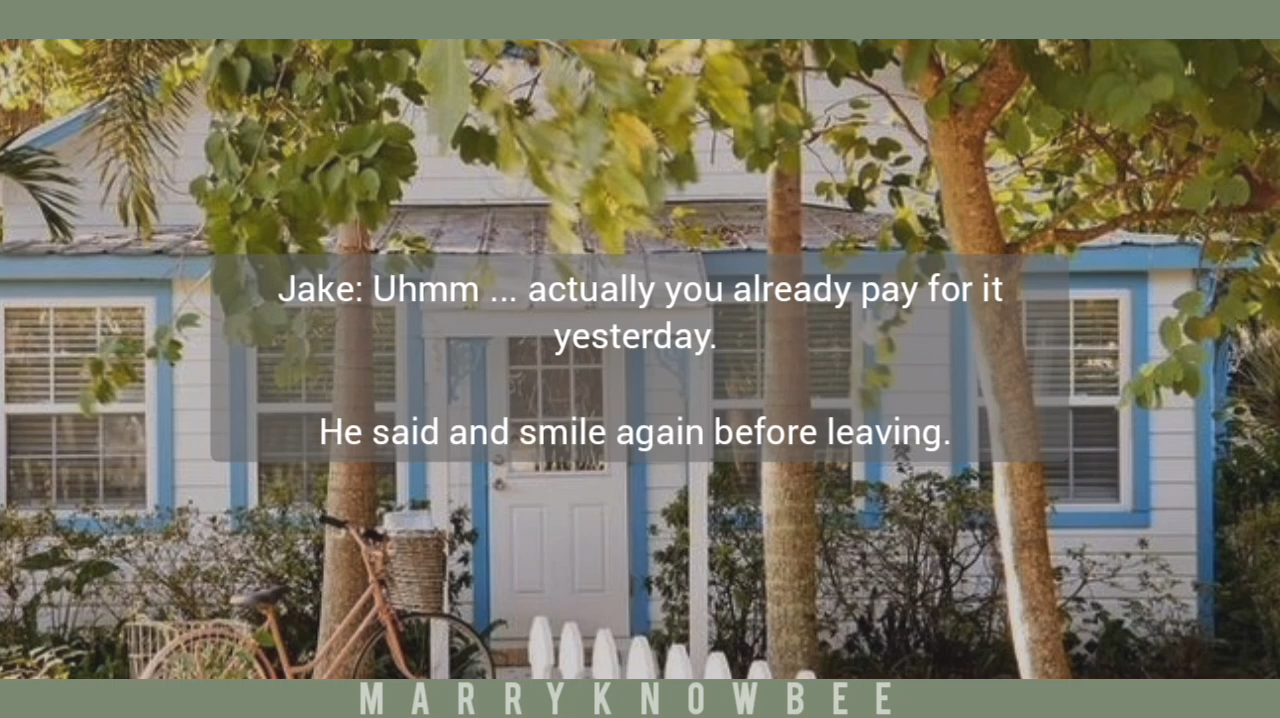 Jake: Uhmm ... actually you already pay for it
yesterday.
He said and smile again before leaving.
MARRYKNOWBEE